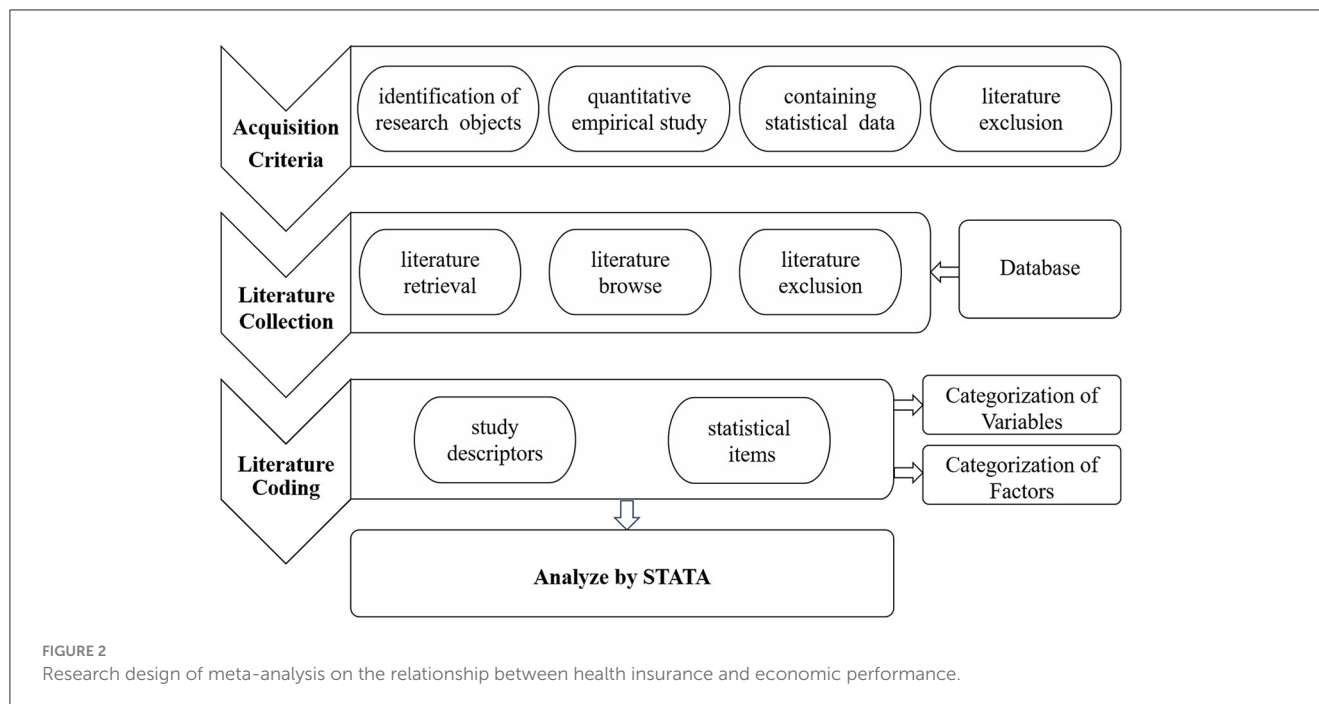 Acquisition
Criteria
identification of
research objects
quantitative
empirical study
containing
statistical data
literature
exclusion
Literature
Collection
literature
retrieval
literature
browse
literature
exclusion
Database
Literature
Coding
study
descriptors
statistical
items
Categorization of
Variables
Categorization of
Factors
Analyze by STATA
FIGURE 2
Research design of meta-analysis on the relationship between health insurance and economic performance.